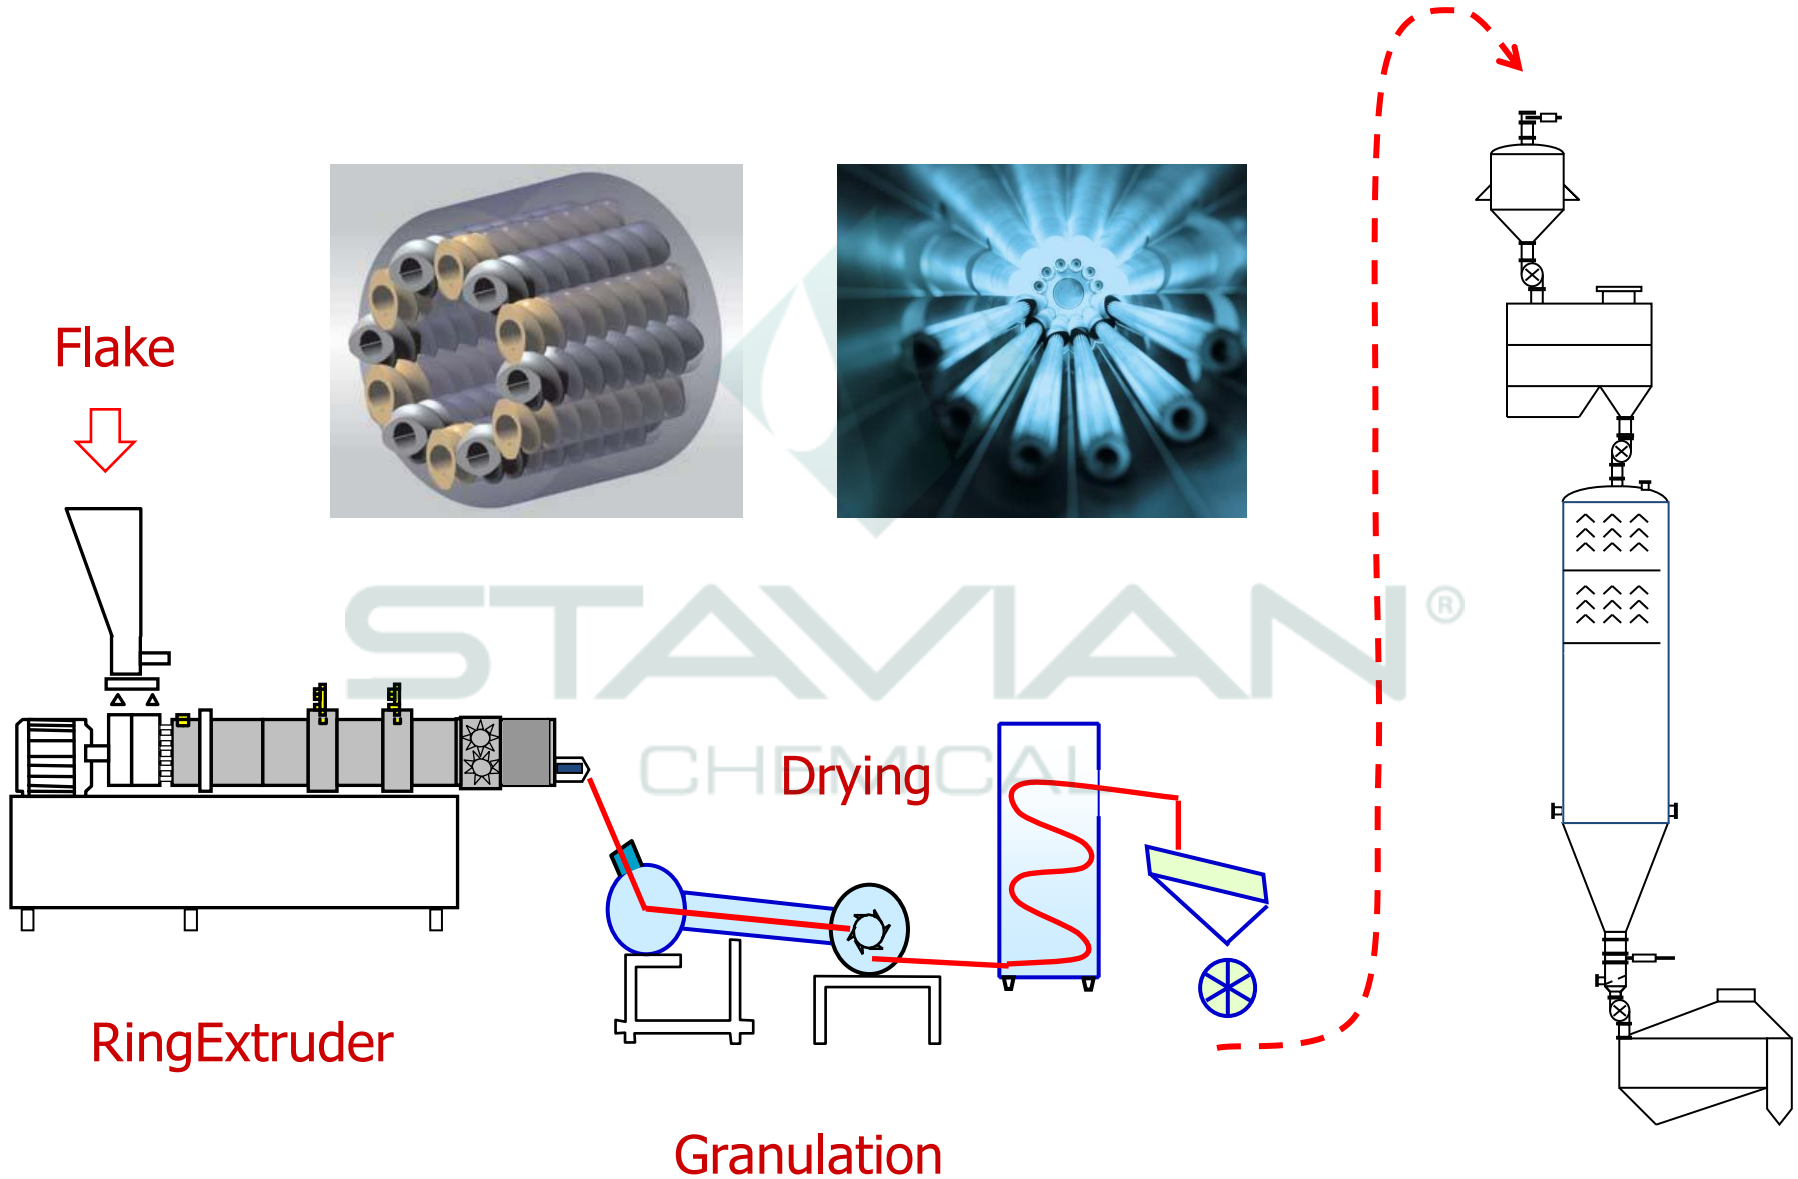 Flake
STAVIAN®
CHEMICAL
Drying
RingExtruder
Granulation